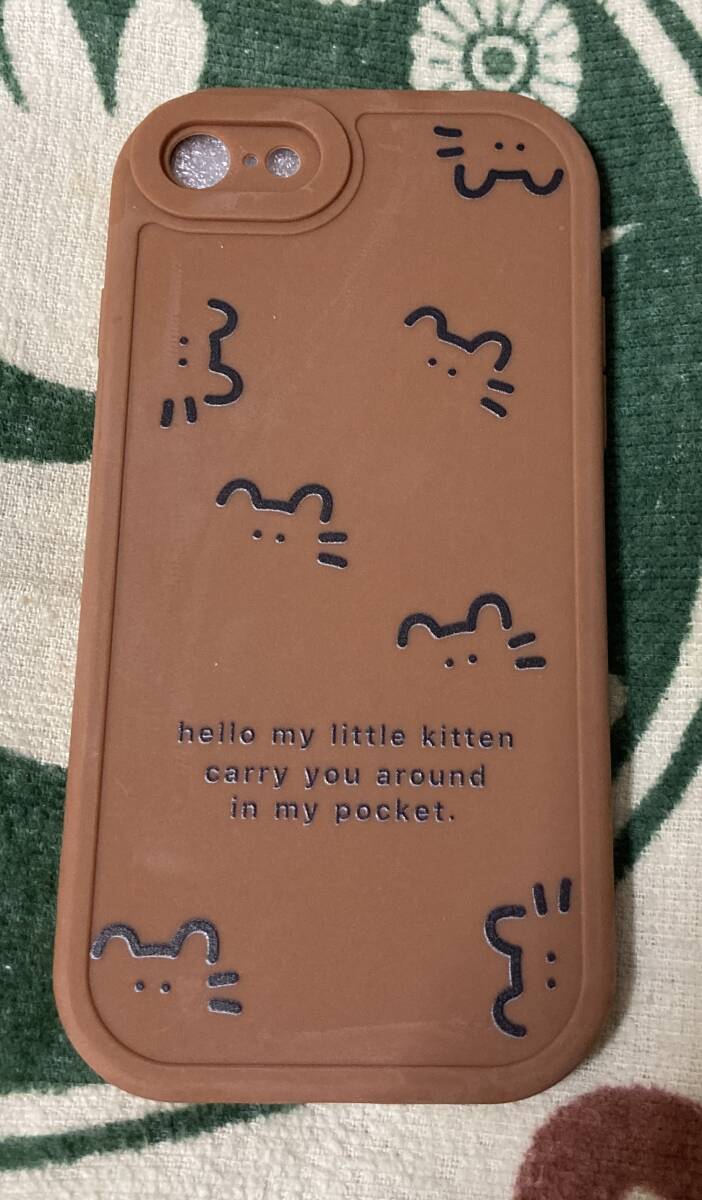 hello my little kitten
carry you around
in my pocket.